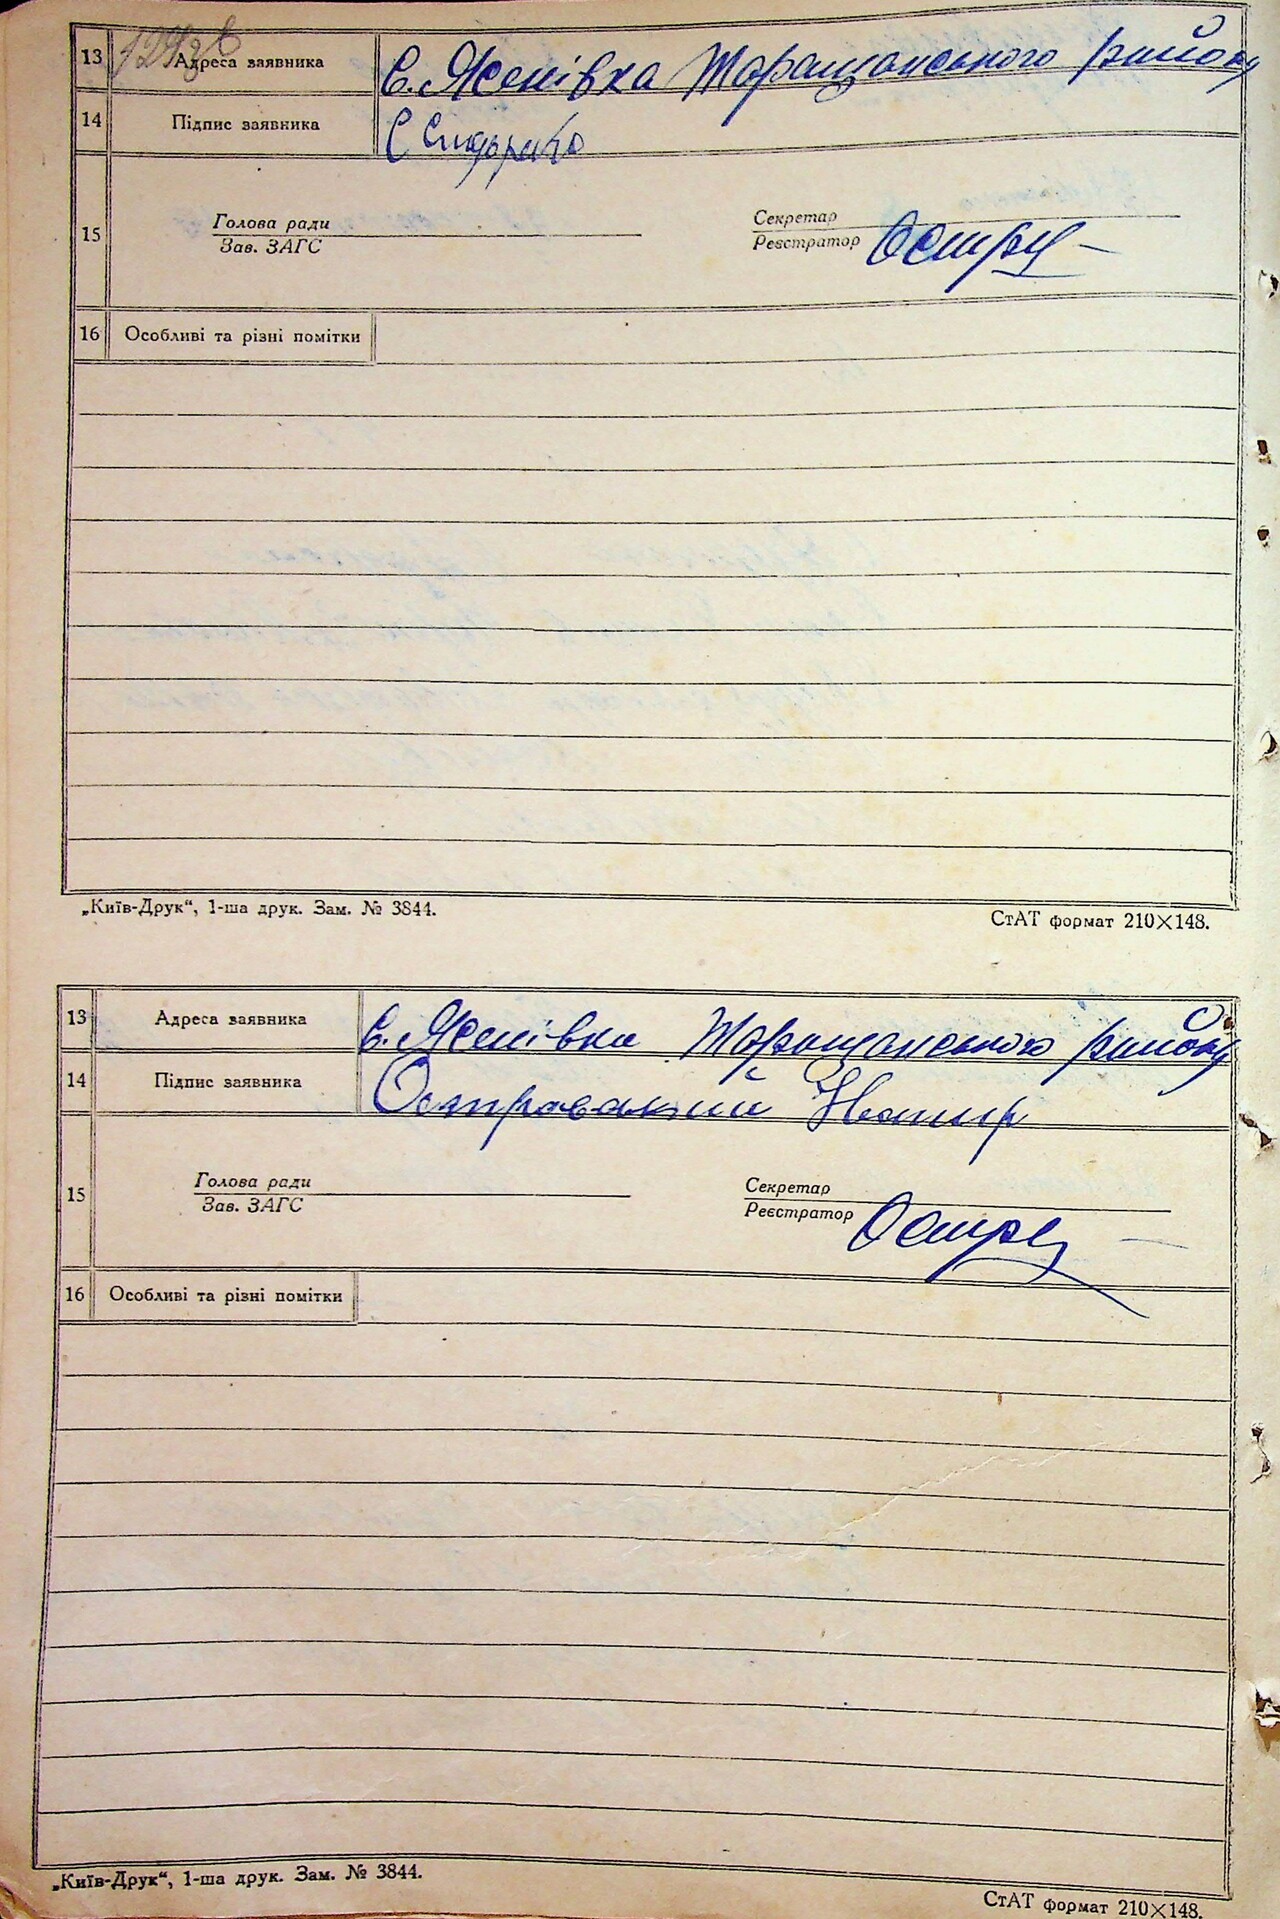 129зв
13 Адреса заявника с. Ясенівка Таращанського району
14 Підпис заявника С
15 Голова ради Секретар
Зав. ЗАГС Реєстратор
16 Особливі та різні помітки
„Київ-Друк“, 1-ша друк. Зам. № 3844. СтАТ формат 210×148.
13 Адреса заявника с. Ясенівка Таращанського району
14 Підпис заявника
15 Голова ради Секретар
Зав. ЗАГС Реєстратор
16 Особливі та різні помітки
„Київ-Друк“, 1-ша друк. Зам. № 3844. СтАТ формат 210×148.